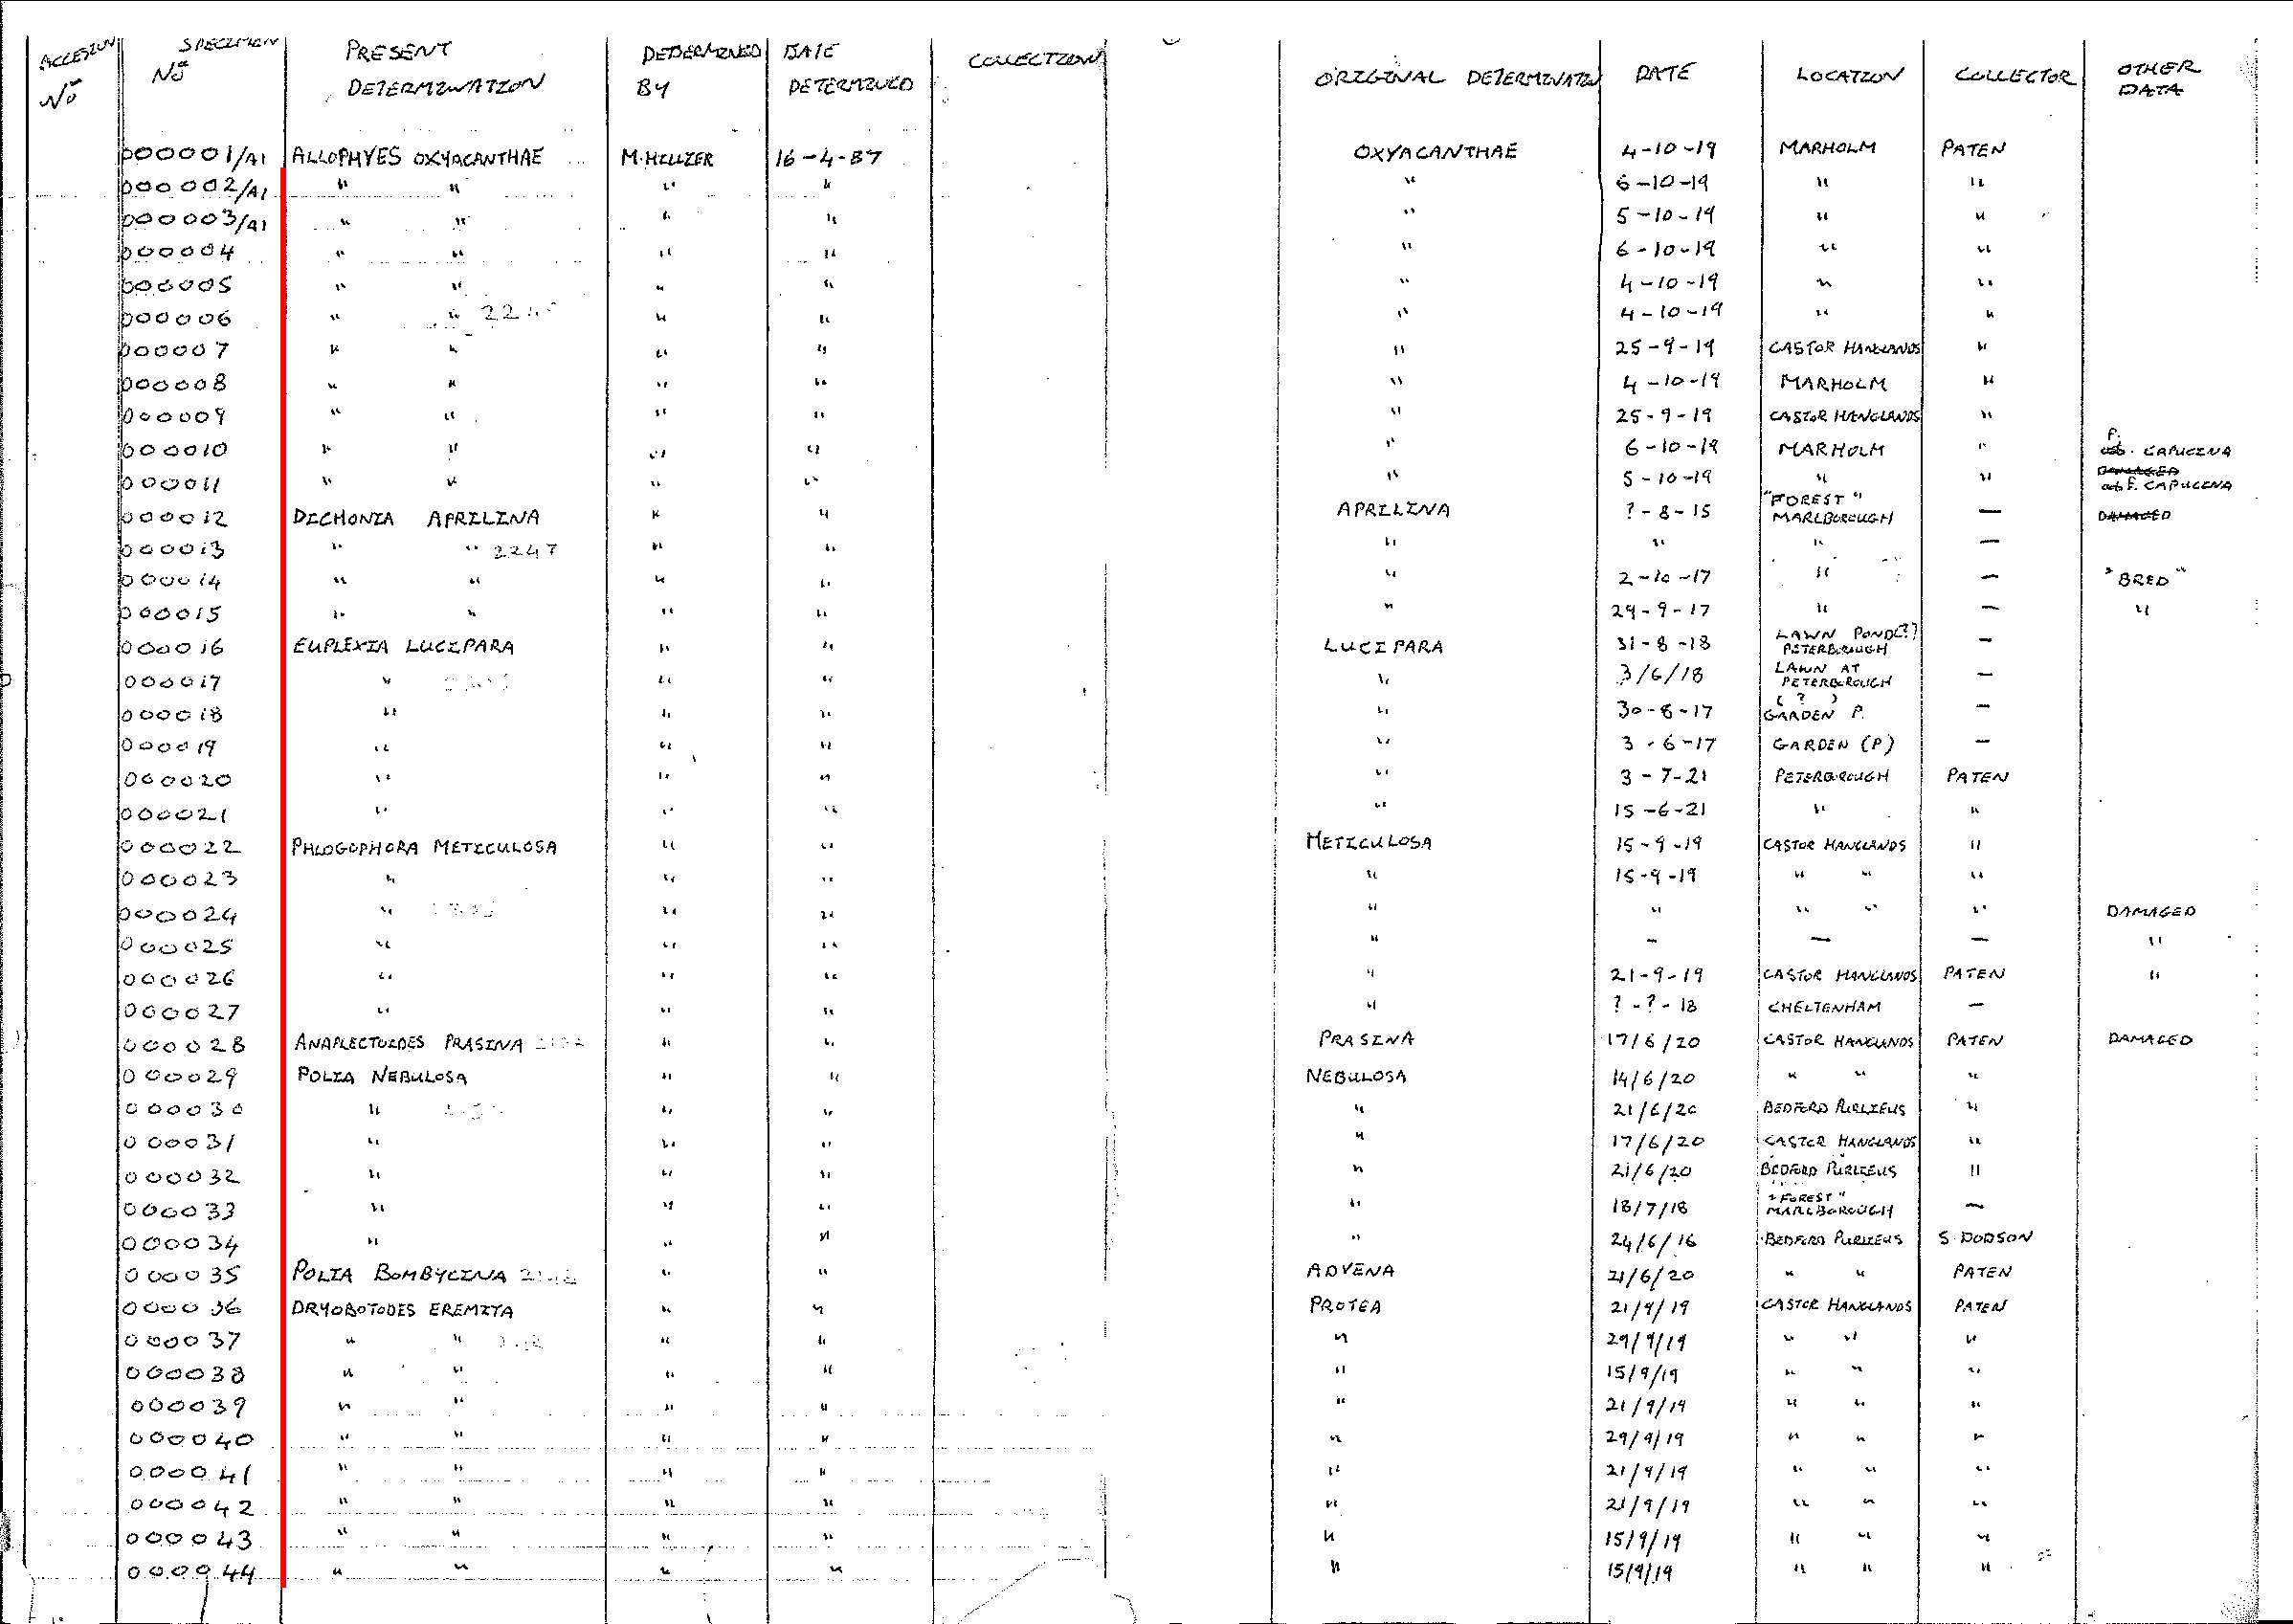 ACCESION Nº SPECIMEN Nº PRESENT DETERMINATION DETERMINED BY DATE DETERMINED COLLECTION ORIGINAL DETERMINATION DATE LOCATION COLLECTOR OTHER DATA
000001/A1 ALLOPHYES OXYACANTHAE M. HILLIER 16-4-87 OXYACANTHAE 4-10-19 MARHOLM PATEN
000002/A1 " " " " " 6-10-19 " "
000003/A1 " " " " " 5-10-19 " "
000004 " " " " " 6-10-19 " "
000005 " " " " " 4-10-19 " "
000006 " " " " " 4-10-19 " "
000007 " " " " " 25-9-19 CASTOR HANGLANDS "
000008 " " " " " 4-10-19 MARHOLM "
000009 " " " " " 25-9-19 CASTOR HANGLANDS "
000010 " " " " " 6-10-19 MARHOLM " F. ab. CAPUCINA
000011 " " " " " 5-10-19 " " DAMAGED ab F. CAPUCINA
000012 DICHONIA APRILINA " " APRILINA ?-8-15 "FOREST" MARLBOROUGH — DAMAGED
000013 " " 2247 " " " " " —
000014 " " " " " 2-10-17 " — "BRED"
000015 " " " " " 29-9-17 " — "
000016 EUPLEXIA LUCIPARA " " LUCIPARA 31-8-18 LAWN POND(?) PETERBOROUGH —
000017 " " " " 3/6/18 LAWN AT PETERBOROUGH —
000018 " " " " 30-8-17 ( ? ) GARDEN P. —
000019 " " " " 3-6-17 GARDEN (P) —
000020 " " " " 3-7-21 PETERBOROUGH PATEN
000021 " " " " 15-6-21 " "
000022 PHLOGOPHORA METICULOSA " " METICULOSA 15-9-19 CASTOR HANGLANDS "
000023 " " " " 15-9-19 " " "
000024 " " " " " " " " DAMAGED
000025 " " " " — — — "
000026 " " " " 21-9-19 CASTOR HANGLANDS PATEN "
000027 " " " " ?-?-18 CHELTENHAM —
000028 ANAPLECTOIDES PRASINA " " PRASINA 17/6/20 CASTOR HANGLANDS PATEN DAMAGED
000029 POLIA NEBULOSA " " NEBULOSA 14/6/20 " " "
000030 " " " " 21/6/20 BEDFORD PURLIEUS "
000031 " " " " 17/6/20 CASTOR HANGLANDS "
000032 " " " " 21/6/20 BEDFORD PURLIEUS "
000033 " " " " 18/7/18 "FOREST" MARLBOROUGH —
000034 " " " " 24/6/16 BEDFORD PURLIEUS S. DODSON
000035 POLIA BOMBYCINA " " ADVENA 21/6/20 " " PATEN
000036 DRYOBOTODES EREMITA " " PROTEA 21/9/19 CASTOR HANGLANDS PATEN
000037 " " " " " 29/9/19 " " "
000038 " " " " " 15/9/19 " " "
000039 " " " " " 21/9/19 " " "
000040 " " " " " 29/9/19 " " "
000041 " " " " " 21/9/19 " " "
000042 " " " " " 21/9/19 " " "
000043 " " " " " 15/9/19 " " "
000044 " " " " " 15/9/19 " " "